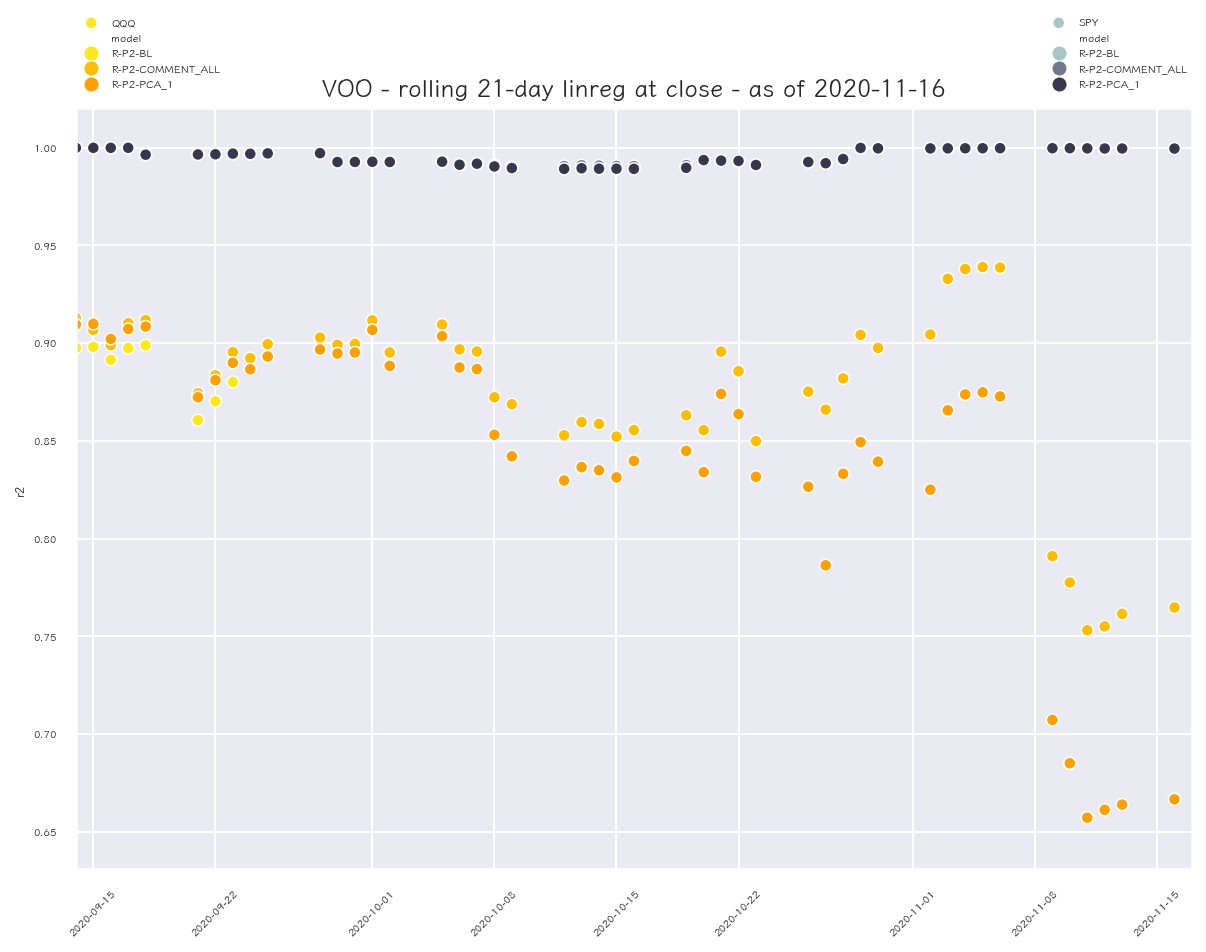 QQQ
model
R-P2-BL
R-P2-COMMENT_ALL
R-P2-PCA_1
SPY
model
R-P2-BL
R-P2-COMMENT_ALL
R-P2-PCA_1
VOO - rolling 21-day linreg at close - as of 2020-11-16
1.00
0.95
0.90
0.85
0.80
0.75
0.70
0.65
r2
2020-09-15
2020-09-22
2020-10-01
2020-10-08
2020-10-15
2020-10-22
2020-11-01
2020-11-08
2020-11-15